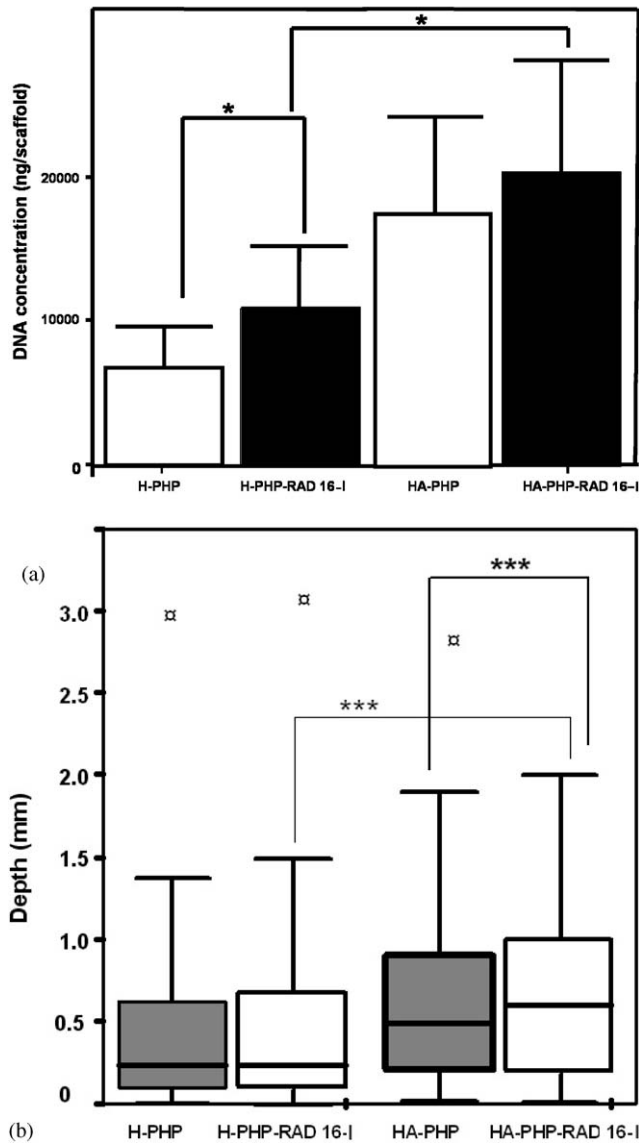 *
*
DNA concentration (ng/scaffold)
20000
10000
0
H-PHP
H-PHP-RAD 16-I
HA-PHP
HA-PHP-RAD 16-I
(a)
***
***
Depth (mm)
3.0
2.5
2.0
1.5
1.0
0.5
0
H-PHP
H-PHP-RAD 16-I
HA-PHP
HA-PHP-RAD 16-I
(b)